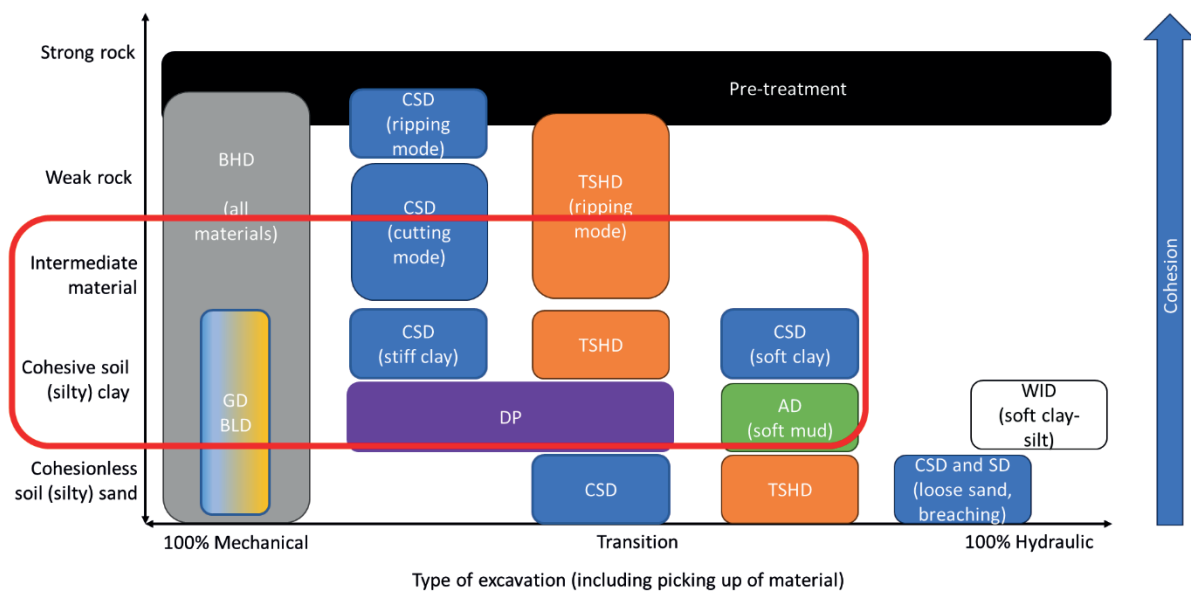 Strong rock
Pre-treatment
CSD
(ripping
mode)
BHD
(all
materials)
Weak rock
CSD
(cutting
mode)
TSHD
(ripping
mode)
Intermediate
material
Cohesion
CSD
(stiff clay)
TSHD
CSD
(soft clay)
Cohesive soil
(silty) clay
GD
BLD
DP
AD
(soft mud)
WID
(soft clay-
silt)
Cohesionless
soil (silty) sand
CSD
TSHD
CSD and SD
(loose sand,
breaching)
100% Mechanical
Transition
100% Hydraulic
Type of excavation (including picking up of material)